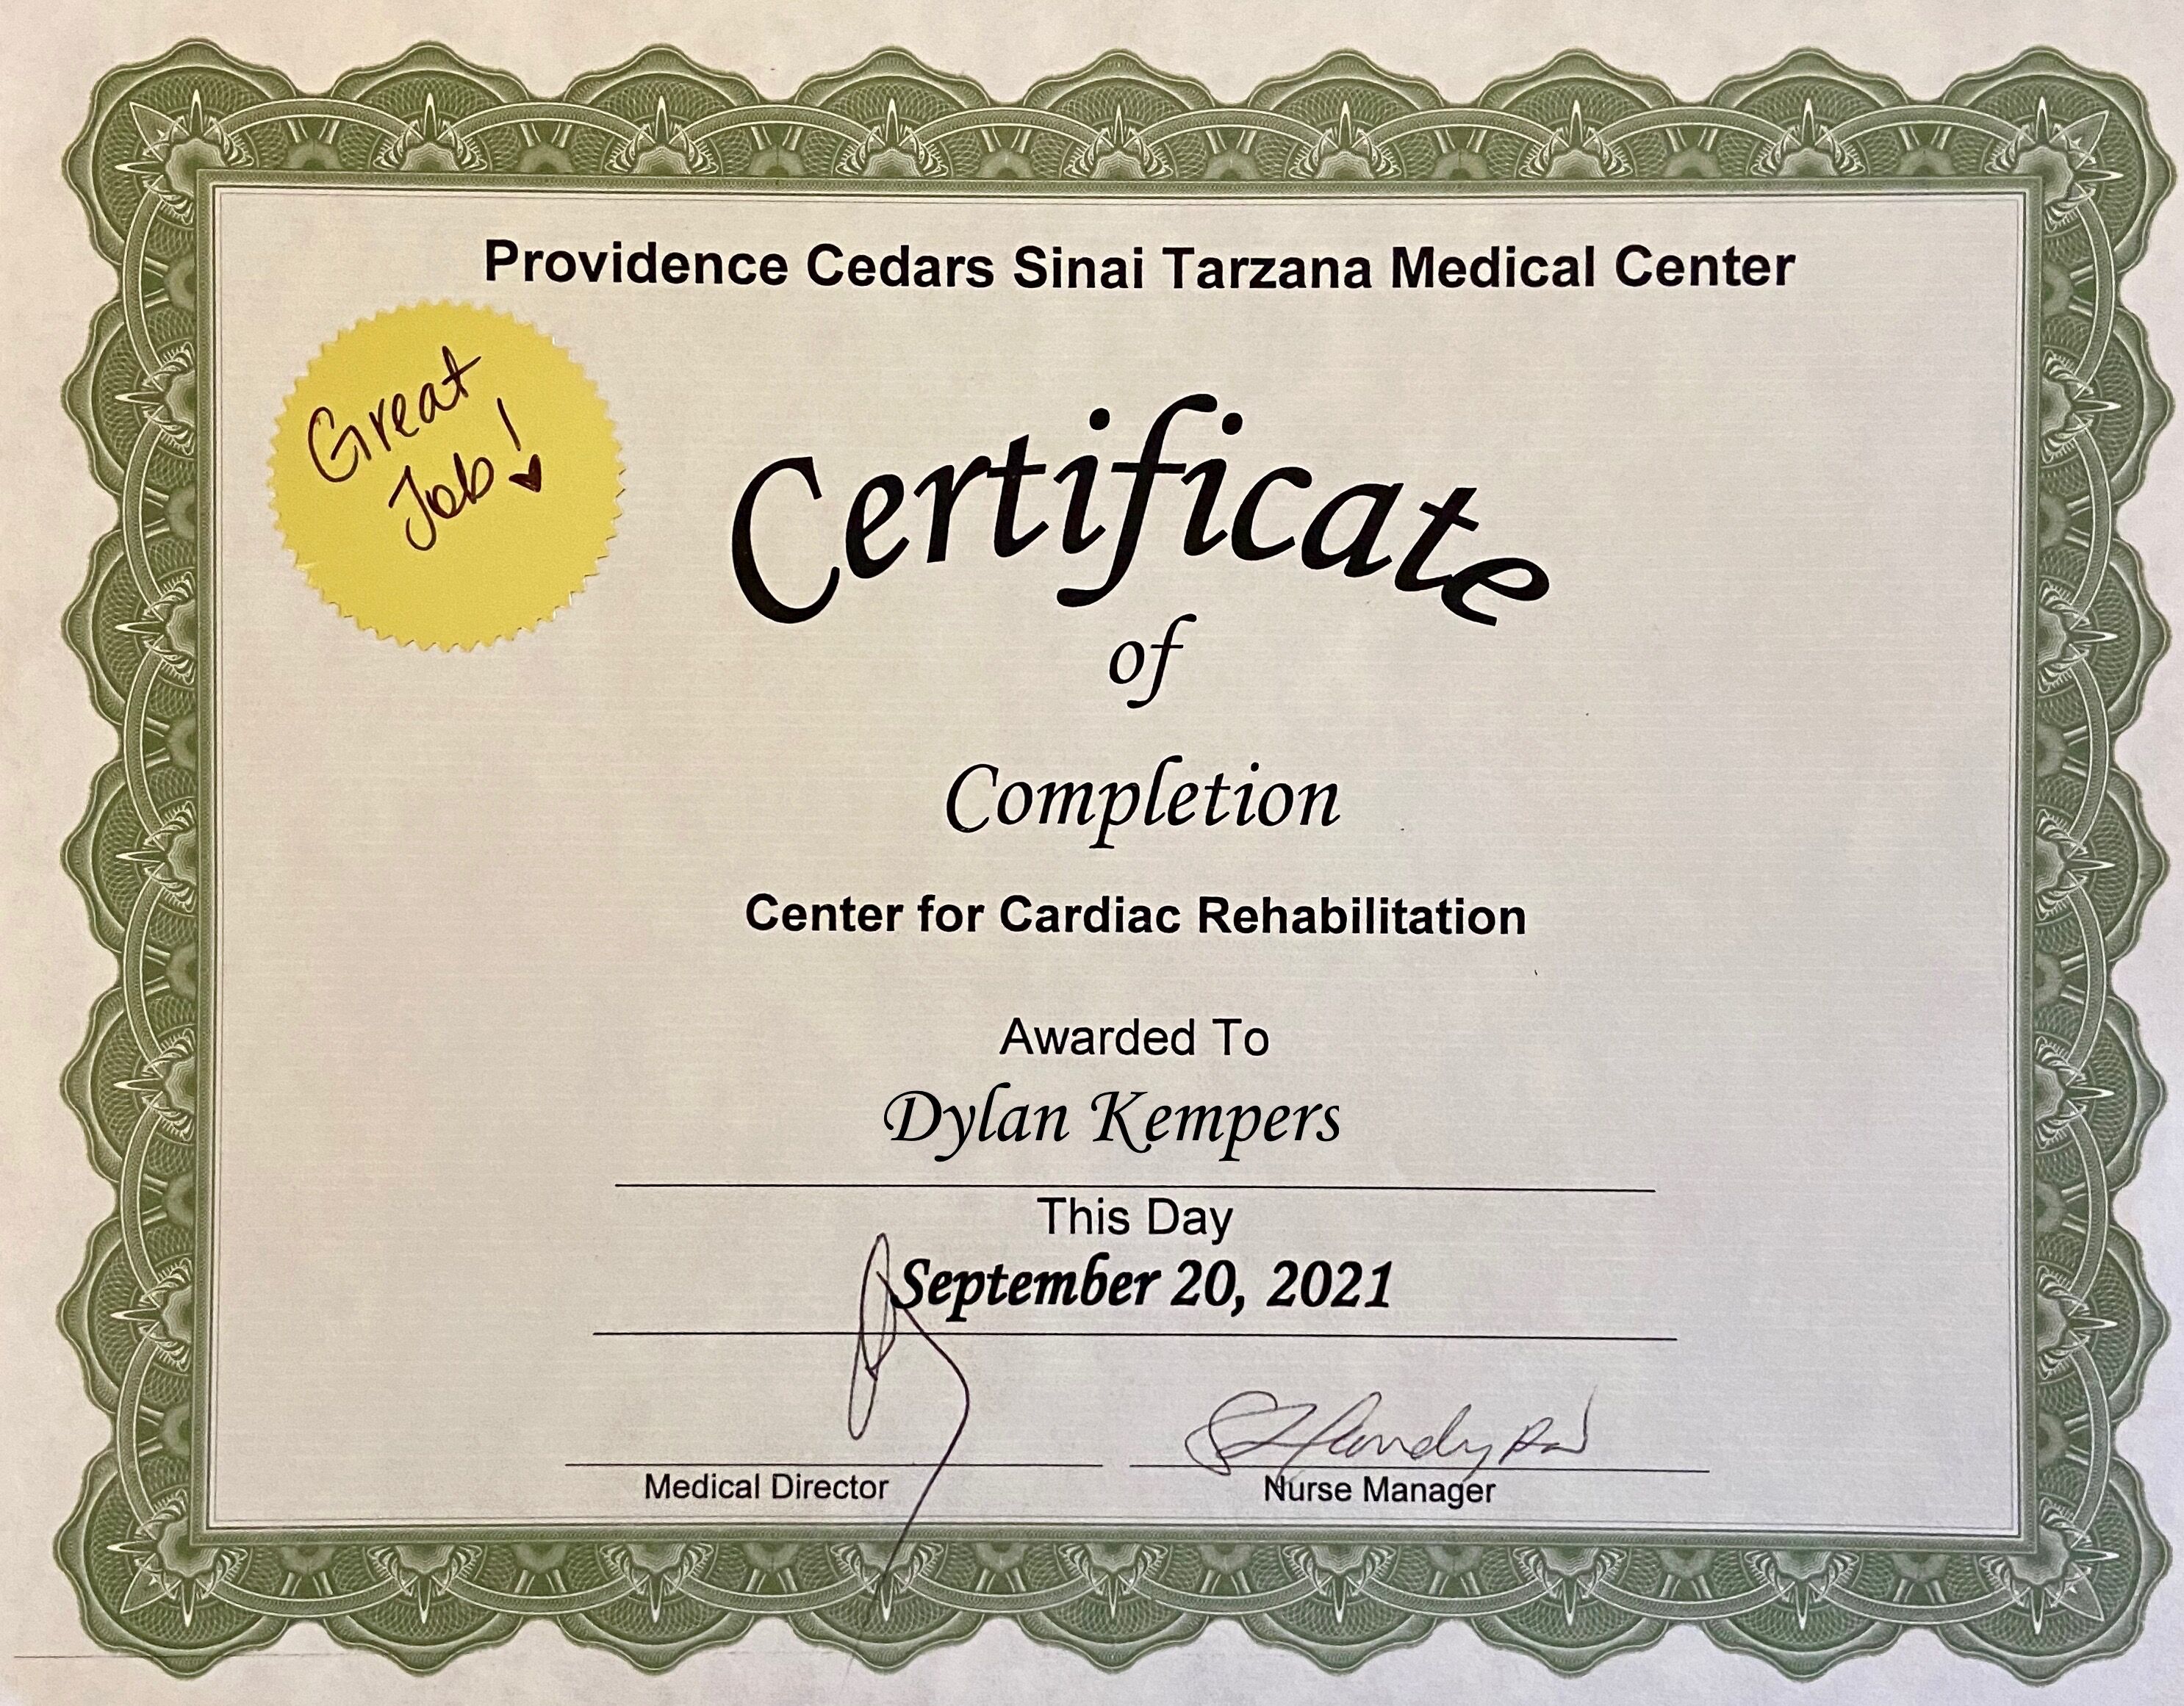 Providence Cedars Sinai Tarzana Medical Center
Great
Job!
Certificate
of
Completion
Center for Cardiac Rehabilitation
Awarded To
Dylan Kempers
This Day
September 20, 2021
Medical Director
Nurse Manager